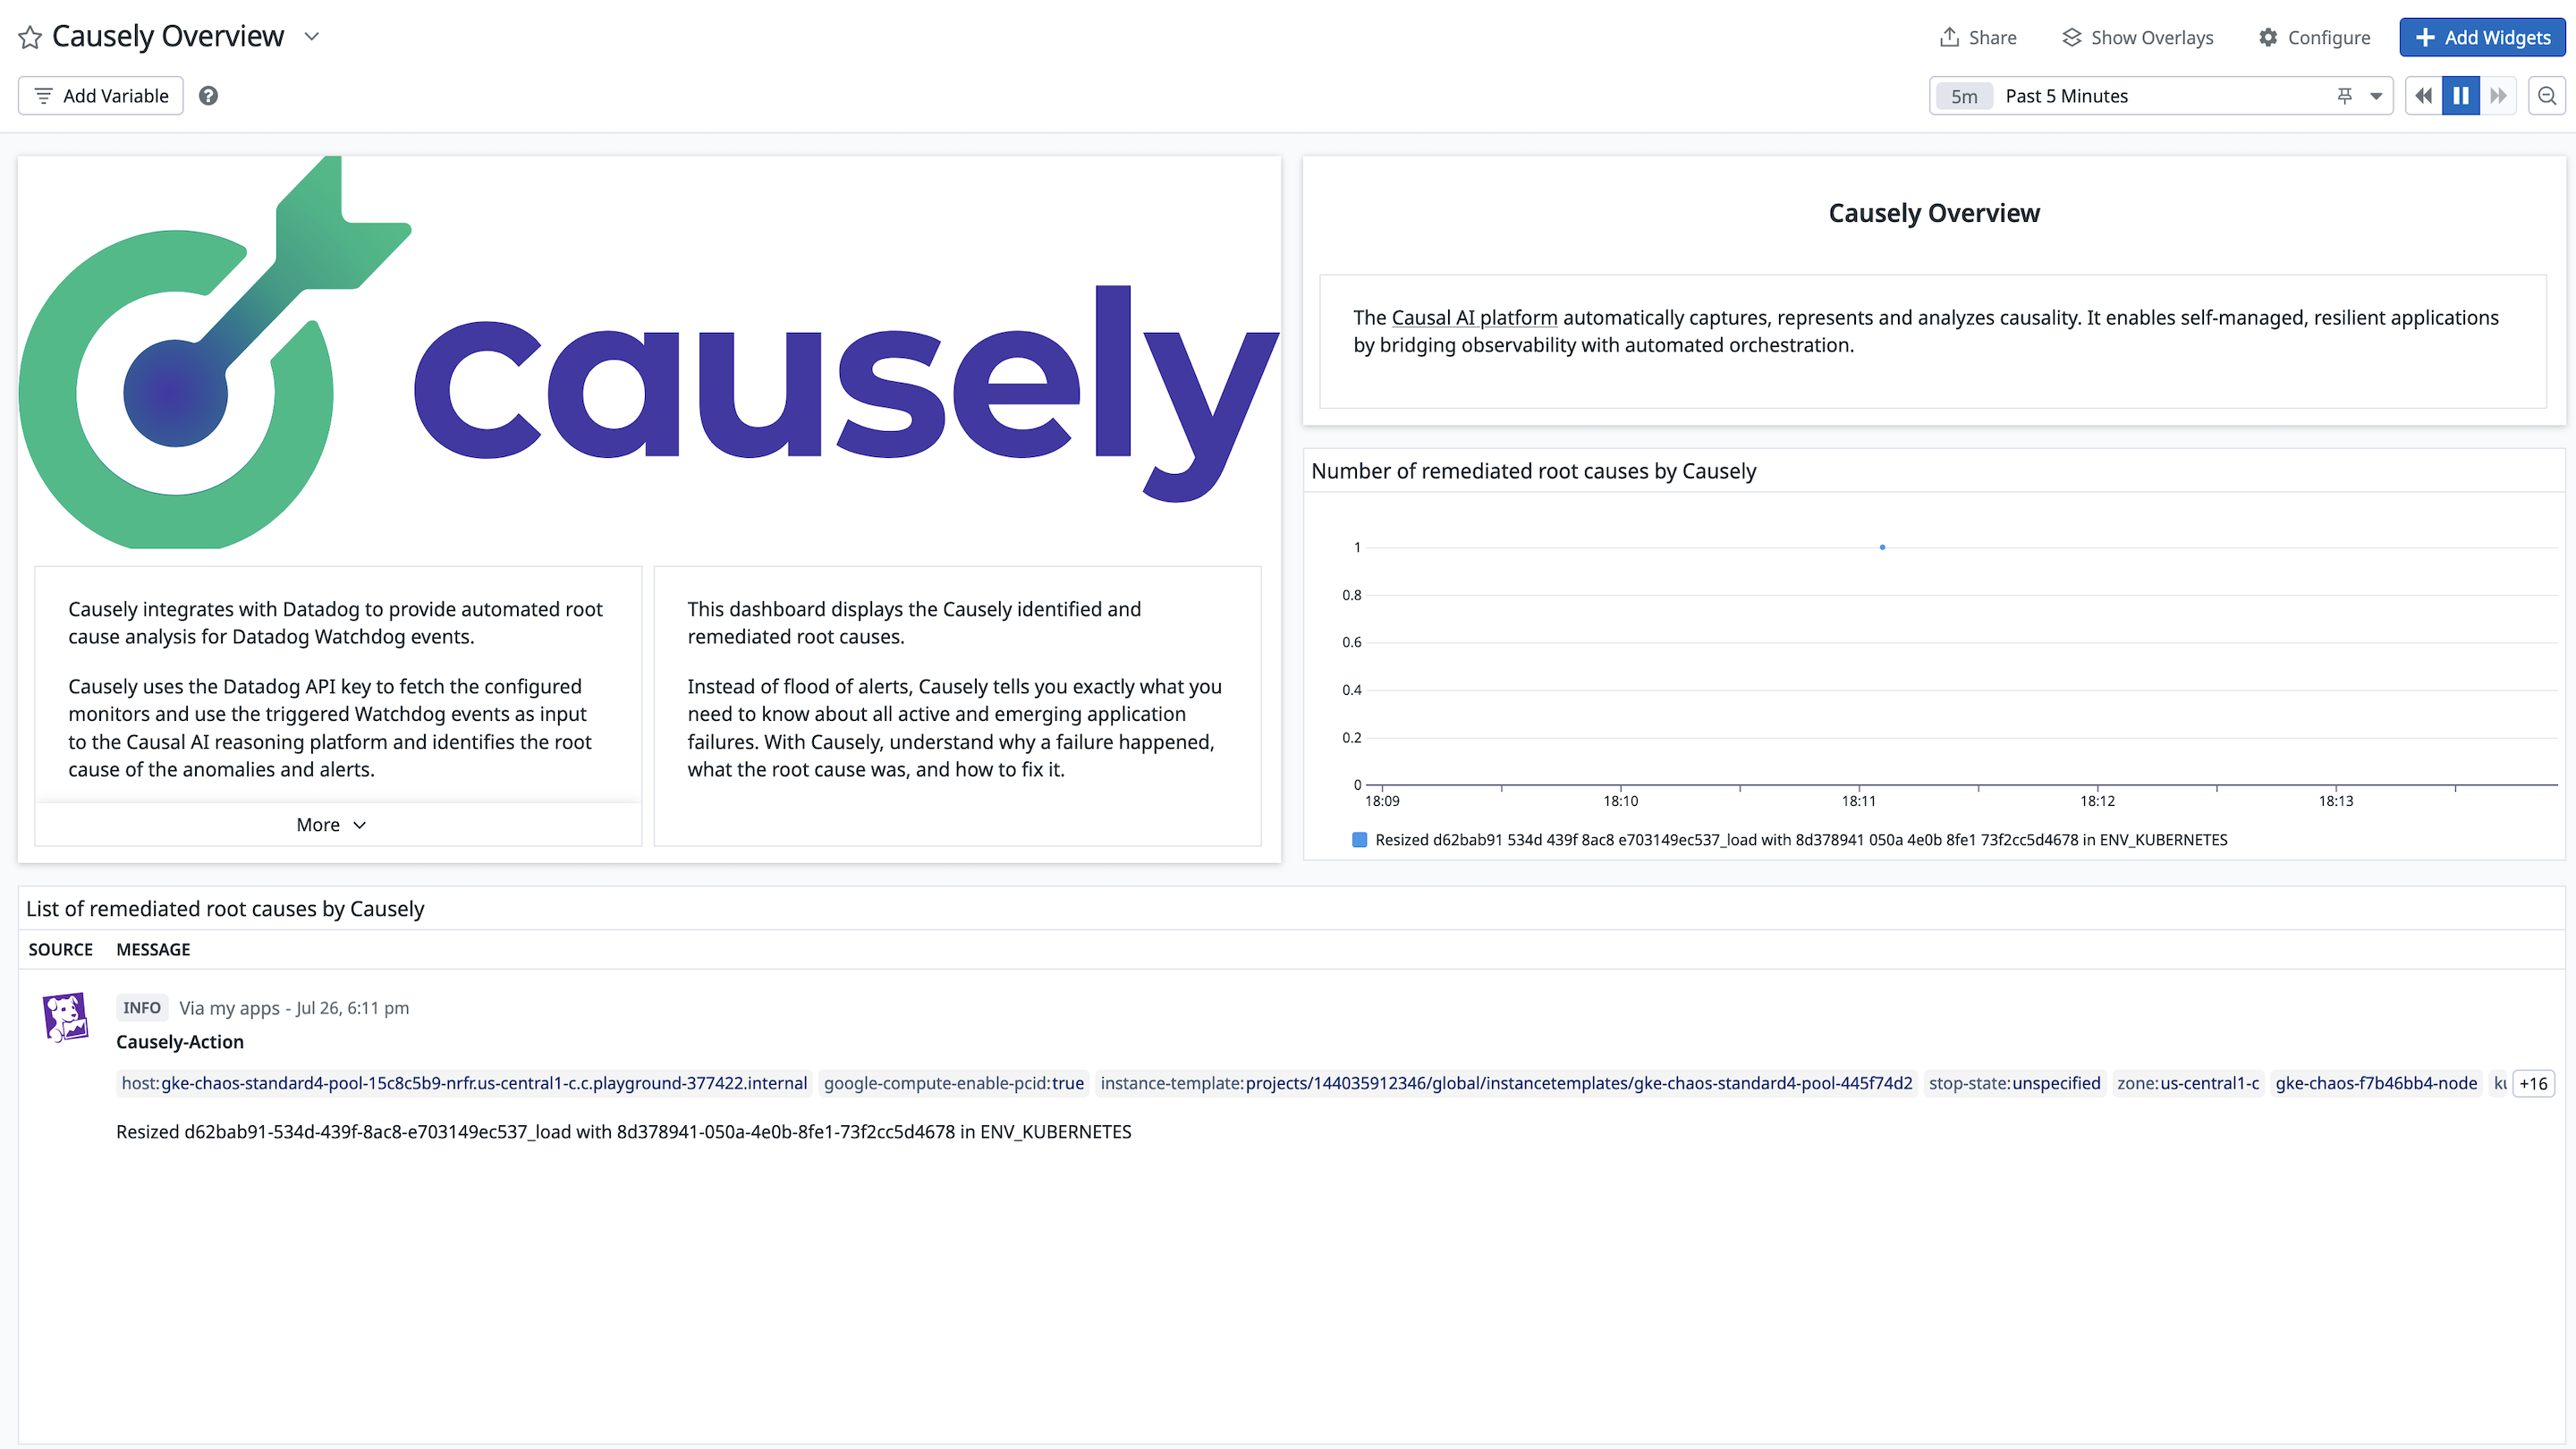 Causely Overview
Share
Show Overlays
Configure
Add Widgets
Add Variable
5m Past 5 Minutes
causely
Causely integrates with Datadog to provide automated root
cause analysis for Datadog Watchdog events.
Causely uses the Datadog API key to fetch the configured
monitors and use the triggered Watchdog events as input
to the Causal AI reasoning platform and identifies the root
cause of the anomalies and alerts.
More
This dashboard displays the Causely identified and
remediated root causes.
Instead of flood of alerts, Causely tells you exactly what you
need to know about all active and emerging application
failures. With Causely, understand why a failure happened,
what the root cause was, and how to fix it.
Causely Overview
The Causal AI platform automatically captures, represents and analyzes causality. It enables self-managed, resilient applications
by bridging observability with automated orchestration.
Number of remediated root causes by Causely
1
0.8
0.6
0.4
0.2
0
18:09 18:10 18:11 18:12 18:13
Resized d62bab91 534d 439f 8ac8 e703149ec537_load with 8d378941 050a 4e0b 8fe1 73f2cc5d4678 in ENV_KUBERNETES
List of remediated root causes by Causely
SOURCE MESSAGE
INFO Via my apps - Jul 26, 6:11 pm
Causely-Action
host:gke-chaos-standard4-pool-15c8c5b9-nrfr.us-central1-c.c.playground-377422.internal google-compute-enable-pcid:true instance-template:projects/144035912346/global/instancetemplates/gke-chaos-standard4-pool-445f74d2 stop-state:unspecified zone:us-central1-c gke-chaos-f7b46bb4-node +16
Resized d62bab91-534d-439f-8ac8-e703149ec537_load with 8d378941-050a-4e0b-8fe1-73f2cc5d4678 in ENV_KUBERNETES